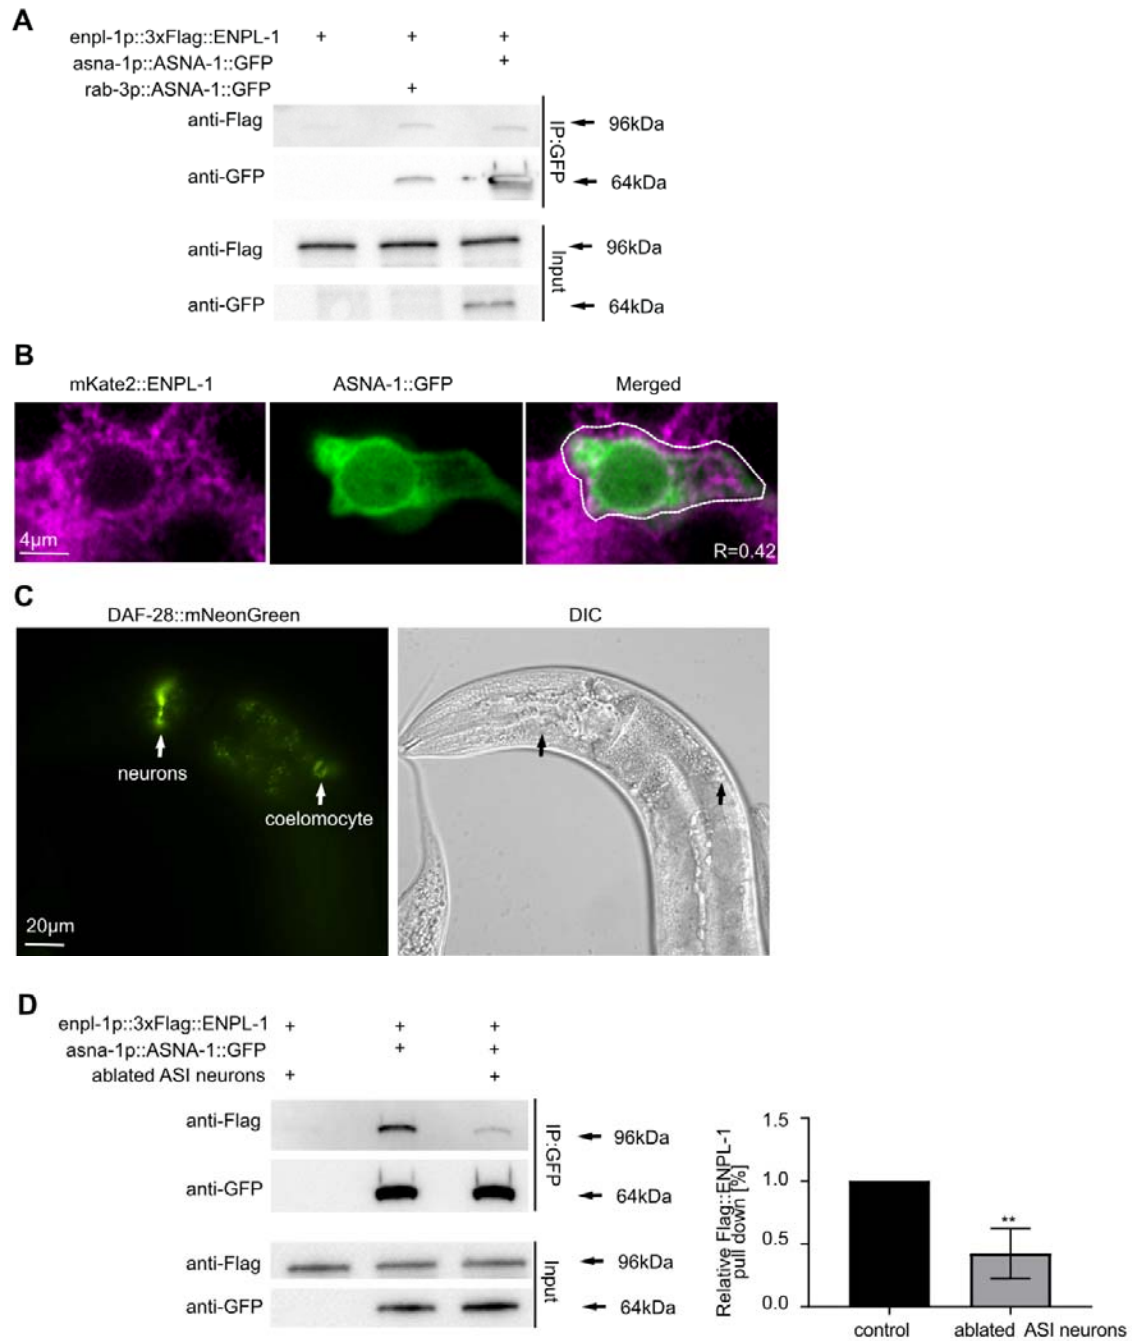 A
enpl-1p::3xFlag::ENPL-1 + + +
asna-1p::ASNA-1::GFP +
rab-3p::ASNA-1::GFP +
anti-Flag 96kDa
anti-GFP 64kDa
IP:GFP
anti-Flag 96kDa
anti-GFP 64kDa
Input
B
mKate2::ENPL-1 ASNA-1::GFP Merged
4µm
R=0.42
C
DAF-28::mNeonGreen DIC
neurons
coelomocyte
20µm
D
enpl-1p::3xFlag::ENPL-1 + + +
asna-1p::ASNA-1::GFP + +
ablated ASI neurons + +
anti-Flag 96kDa
anti-GFP 64kDa
IP:GFP
anti-Flag 96kDa
anti-GFP 64kDa
Input
Relative Flag::ENPL-1
pull down [%]
1.5
1.0
0.5
0.0
**
control ablated ASI neurons